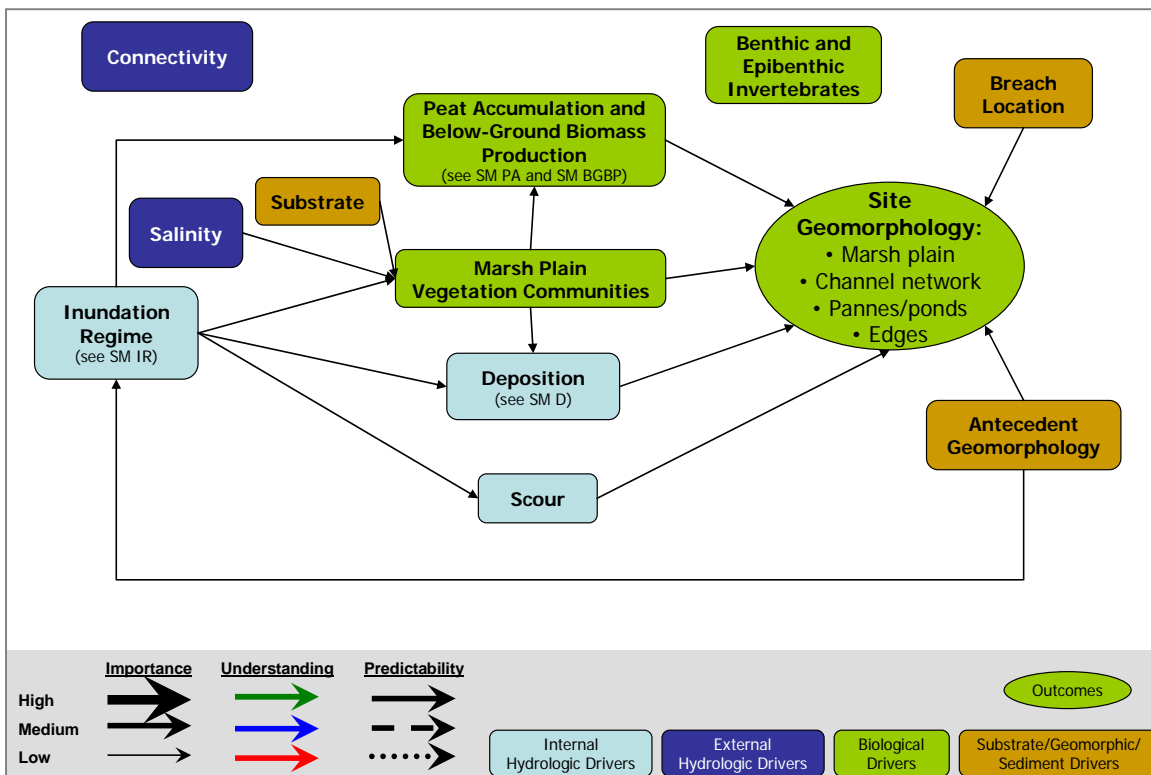 Connectivity
Benthic and
Epibenthic
Invertebrates
Breach
Location
Peat Accumulation and
Below-Ground Biomass
Production
(see SM PA and SM BGBP)
Substrate
Salinity
Site
Geomorphology:
• Marsh plain
• Channel network
• Pannes/ponds
• Edges
Marsh Plain
Vegetation Communities
Inundation
Regime
(see SM IR)
Deposition
(see SM D)
Antecedent
Geomorphology
Scour
Importance Understanding Predictability
High
Medium
Low
Outcomes
Internal
Hydrologic Drivers
External
Hydrologic Drivers
Biological
Drivers
Substrate/Geomorphic/
Sediment Drivers